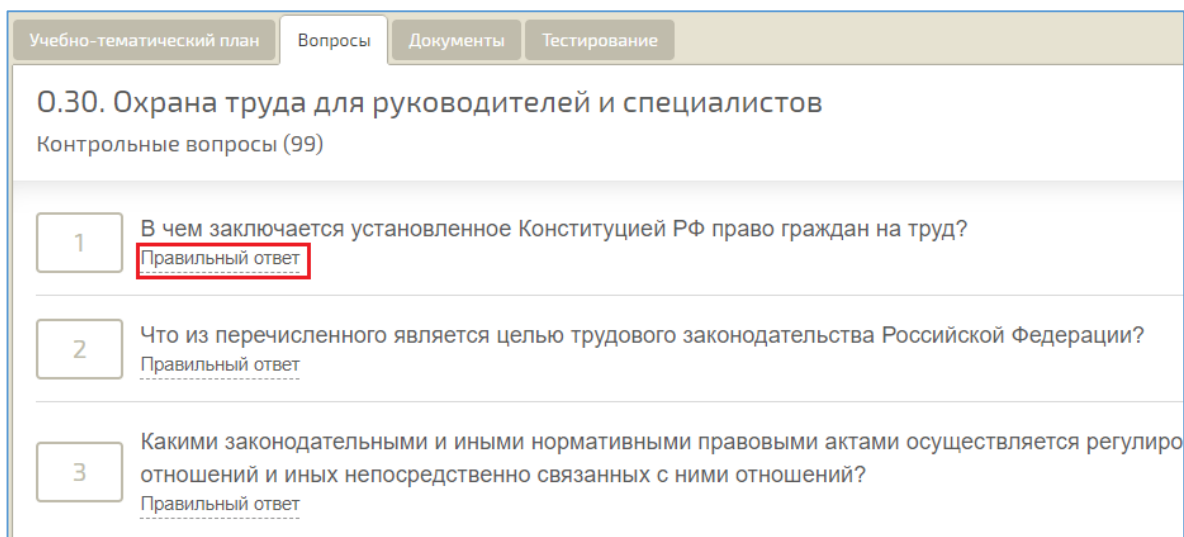 Учебно-тематический план Вопросы Документы Тестирование
О.30. Охрана труда для руководителей и специалистов
Контрольные вопросы (99)
1 В чем заключается установленное Конституцией РФ право граждан на труд?
Правильный ответ
2 Что из перечисленного является целью трудового законодательства Российской Федерации?
Правильный ответ
Какими законодательными и иными нормативными правовыми актами осуществляется
3 отношений и иных непосредственно связанных с ними отношений?
Правильный ответ